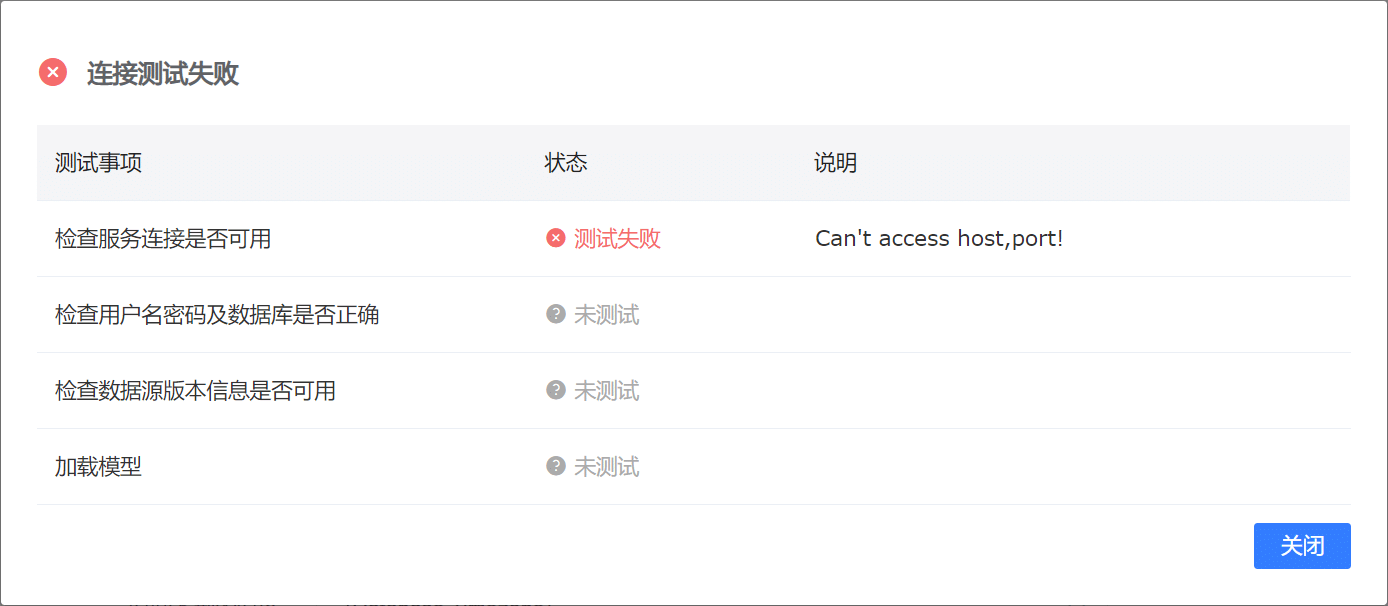 连接测试失败
测试事项 状态 说明
检查服务连接是否可用 测试失败 Can't access host,port!
检查用户名密码及数据库是否正确 未测试
检查数据源版本信息是否可用 未测试
加载模型 未测试
关闭